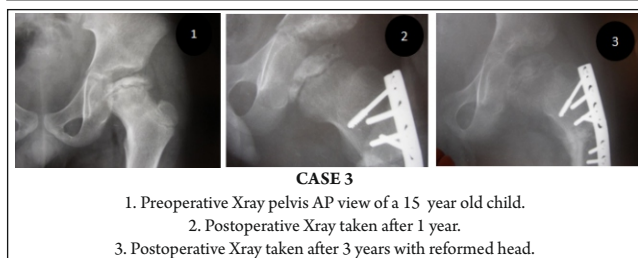 1
2
3
CASE 3
1. Preoperative Xray pelvis AP view of a 15 year old child.
2. Postoperative Xray taken after 1 year.
3. Postoperative Xray taken after 3 years with reformed head.